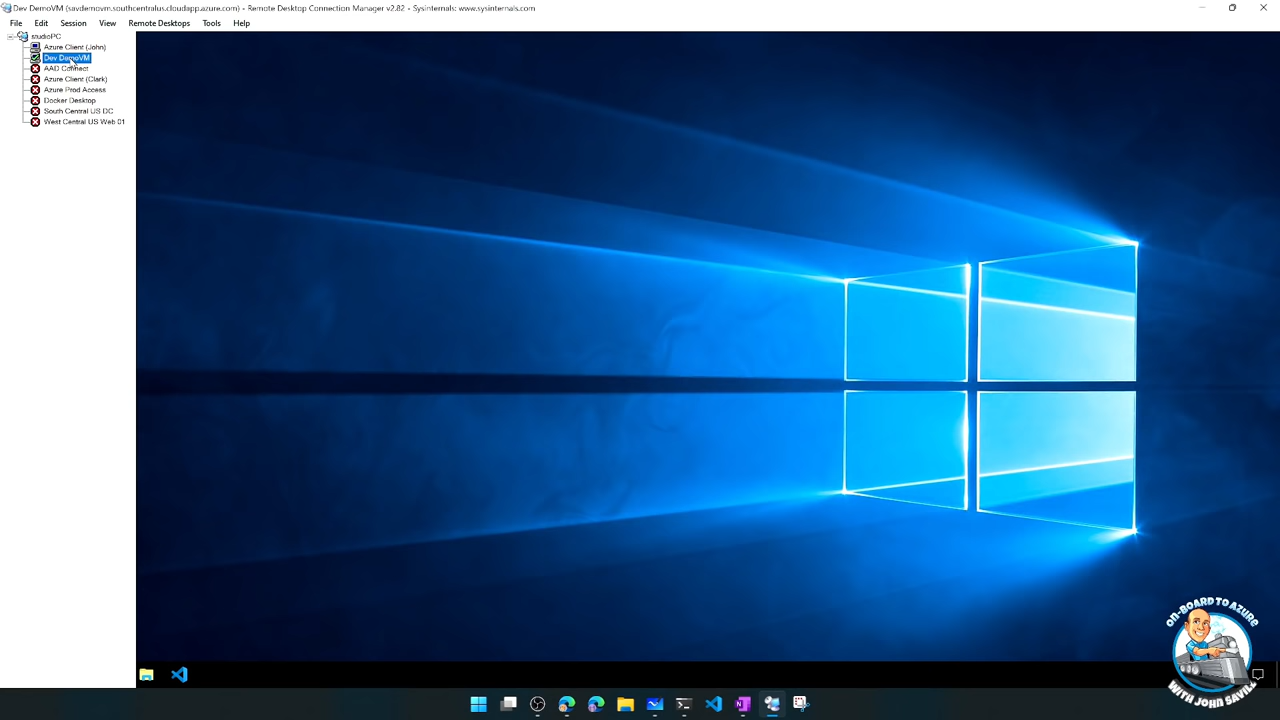 Dev DemoVM (savdemovm.southcentralus.cloudapp.azure.com) - Remote Desktop Connection Manager v2.82 - Sysinternals: www.sysinternals.com
File Edit Session View Remote Desktops Tools Help
studioPC
Azure Client (John)
Dev DemoVM
AAD Connect
Azure Client (Clark)
Azure Prod Access
Docker Desktop
South Central US DC
West Central US Web 01
ON-BOARD TO AZURE
WITH JOHN SAVILL